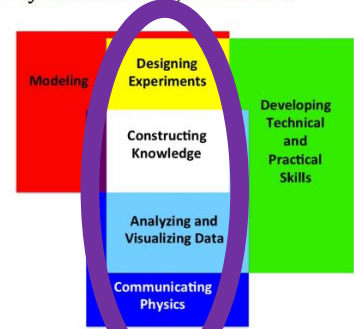 Modeling
Designing
Experiments
Constructing
Knowledge
Developing
Technical
and
Practical
Skills
Analyzing and
Visualizing Data
Communicating
Physics